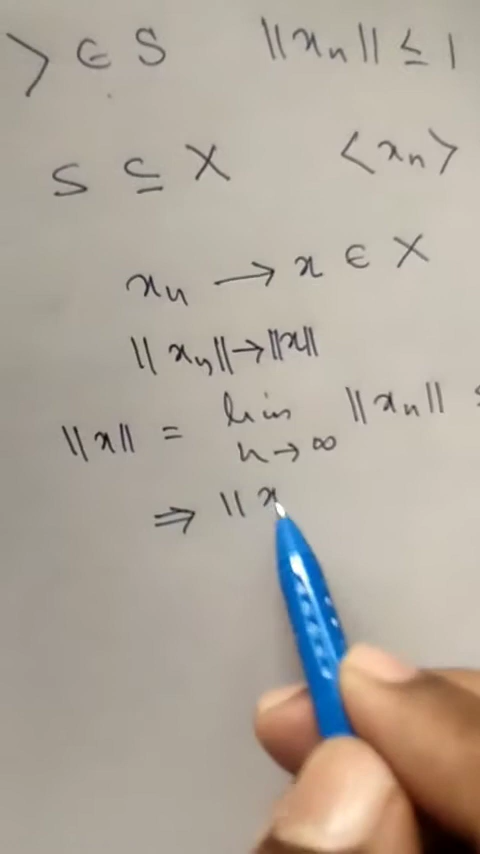 > ∈ S ||xₙ|| ≤ 1
S ⊆ X <xₙ>
xₙ → x ∈ X
||xₙ|| → ||x||
||x|| = lim n→∞ ||xₙ||
⇒ ||x